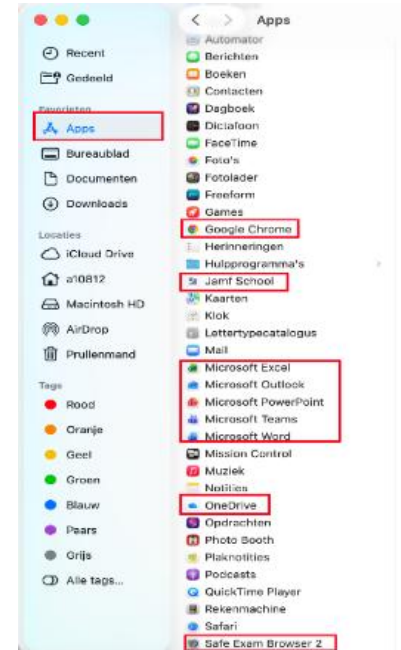 Recent
Gedeeld
Favorieten
Apps
Bureaublad
Documenten
Downloads
Locaties
iCloud Drive
a10812
Macintosh HD
AirDrop
Prullenmand
Tags
Rood
Oranje
Geel
Groen
Blauw
Paars
Grijs
Alle tags...
Apps
Automator
Berichten
Boeken
Contacten
Dagboek
Dictafoon
FaceTime
Foto's
Fotolader
Freeform
Games
Google Chrome
Herinneringen
Hulpprogramma's
Jamf School
Kaarten
Klok
Lettertypecatalogus
Mail
Microsoft Excel
Microsoft Outlook
Microsoft PowerPoint
Microsoft Teams
Microsoft Word
Mission Control
Muziek
Notities
OneDrive
Opdrachten
Photo Booth
Plaknotities
Podcasts
QuickTime Player
Rekenmachine
Safari
Safe Exam Browser 2